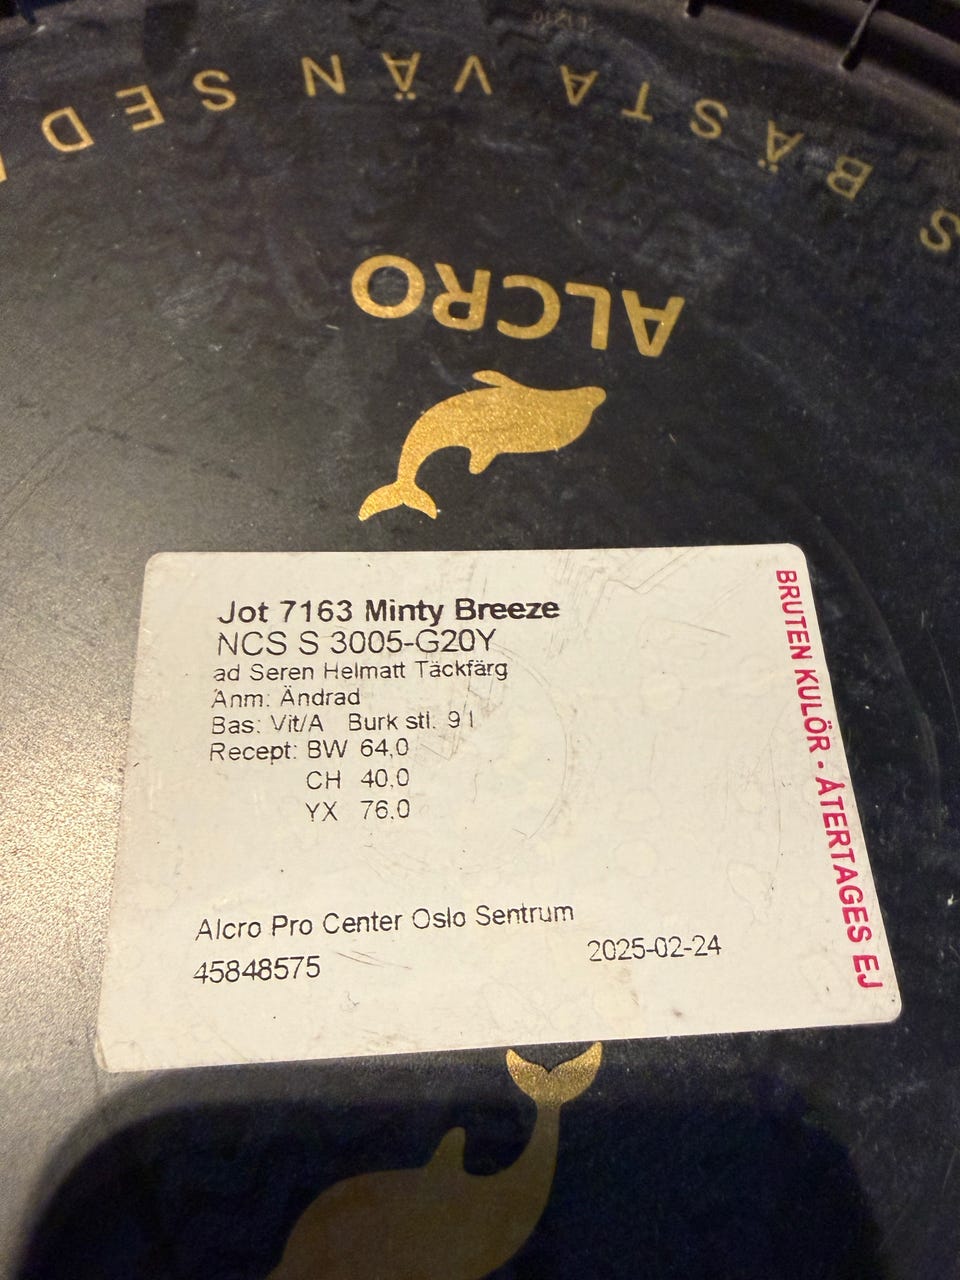 S BÄSTA VÄN SED
ALCRO
Jot 7163 Minty Breeze
NCS S 3005-G20Y
ad Seren Helmatt Täckfärg
Anm: Ändrad
Bas: Vit/A Burk stl: 9 l
Recept: BW 64,0
CH 40,0
YX 76,0
Alcro Pro Center Oslo Sentrum
45848575
2025-02-24
BRUTEN KULÖR - ÅTERTAGES EJ